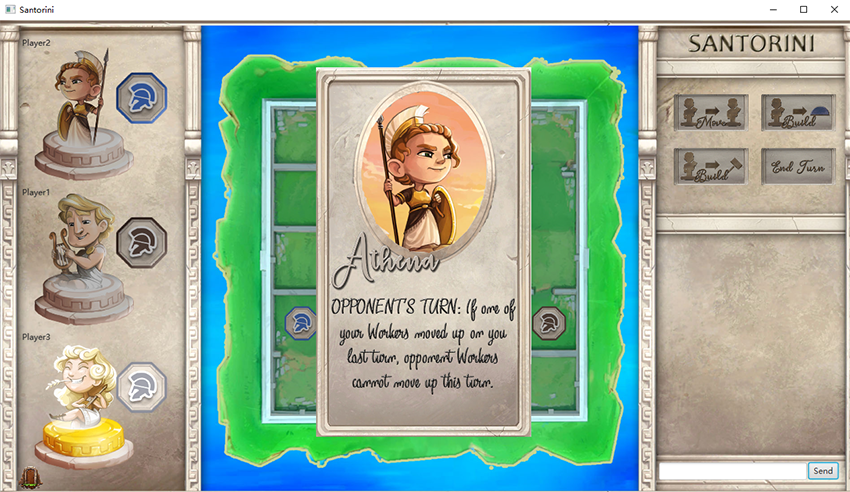 Santorini
Player2
Player1
Player3
Athena
OPPONENT'S TURN: If one of
your Workers moved up on you
last turn, opponent Workers
cannot move up this turn.
SANTORINI
Move
Build
Build
End Turn
Send